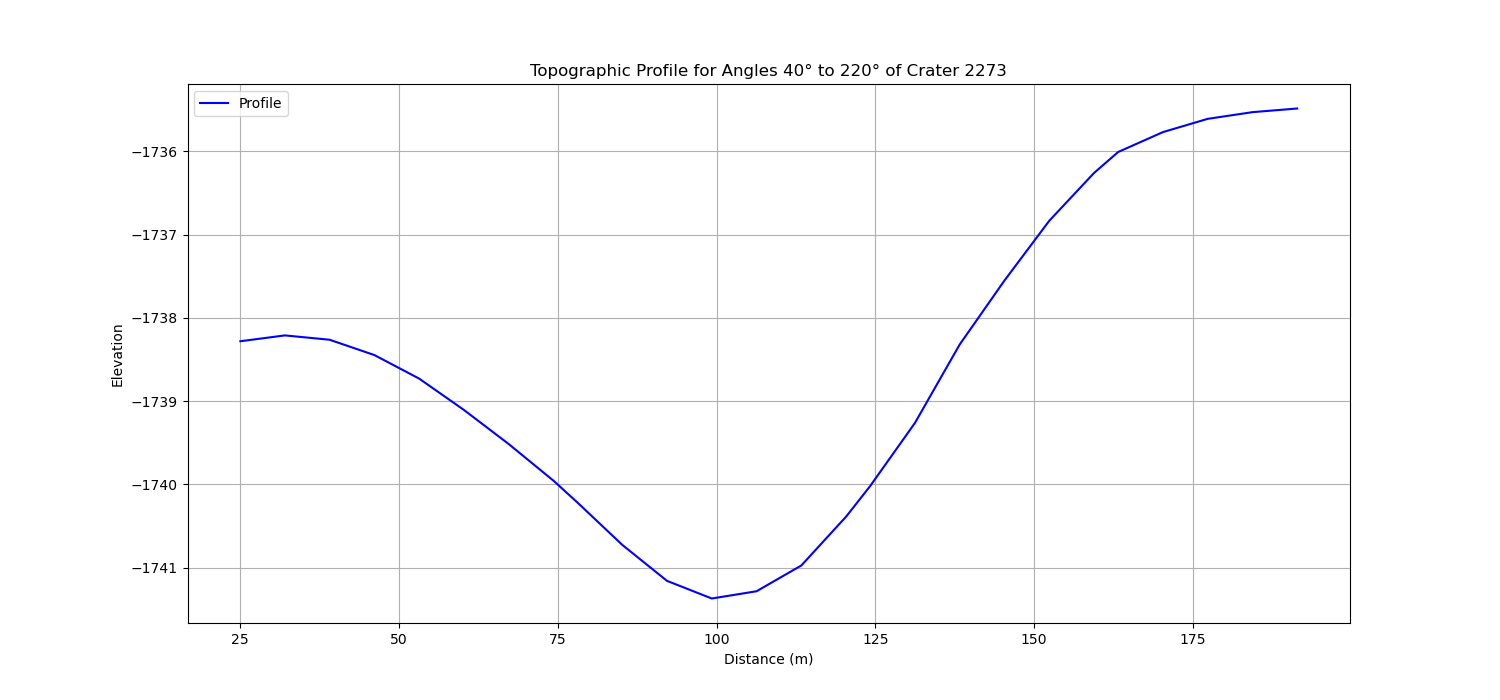 Topographic Profile for Angles 40° to 220° of Crater 2273
Profile
−1736
−1737
−1738
−1739
−1740
−1741
Elevation
25 50 75 100 125 150 175
Distance (m)